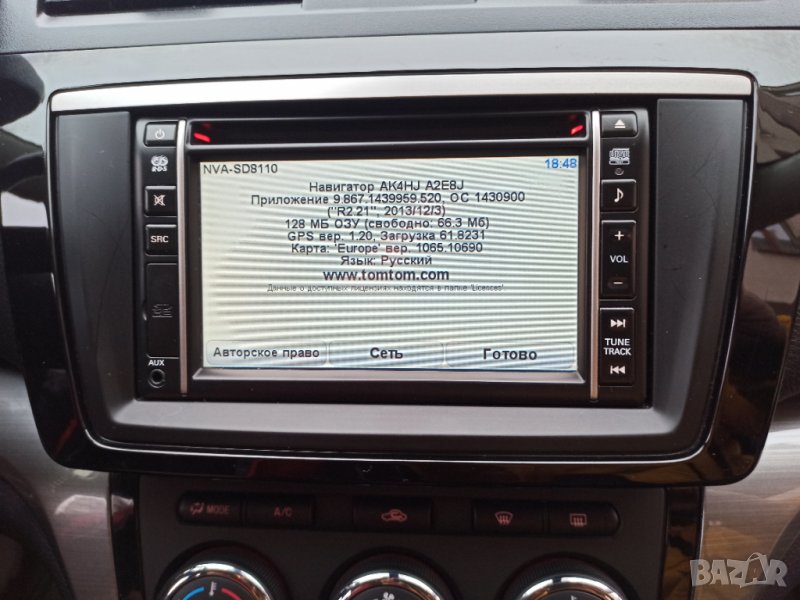 NVA-SD8110
18:48
Навигатор AK4HJ A2E8J
Приложение 9.867.1439959.520, ОС 1430900
("R2.21", 2013/12/3)
128 МБ ОЗУ (свободно: 66.3 Мб)
GPS вер. 1.20, Загрузка 61.8231
Карта: 'Europe' вер. 1065.10690
Язык: Русский
www.tomtom.com
Данные о доступных лицензиях находятся в папке 'Licences'.
Авторское право
Сеть
Готово
R·D·S
SRC
AUX
+
VOL
−
TUNE
TRACK
MODE
A/C
BAZAR